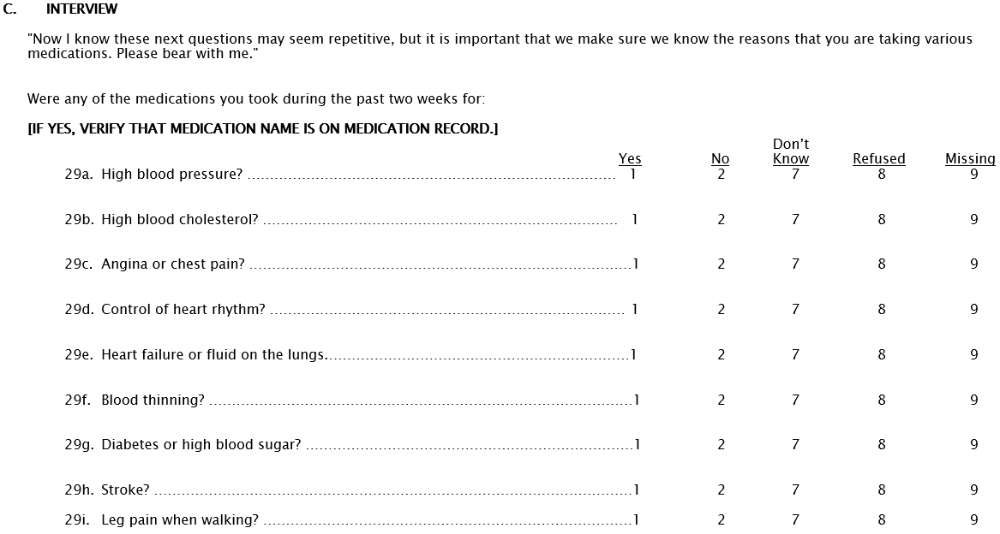 C. INTERVIEW
"Now I know these next questions may seem repetitive, but it is important that we make sure we know the reasons that you are taking various
medications. Please bear with me."
Were any of the medications you took during the past two weeks for:
[IF YES, VERIFY THAT MEDICATION NAME IS ON MEDICATION RECORD.]
Don't
Yes No Know Refused Missing
29a. High blood pressure? ................................................................................ 1 2 7 8 9
29b. High blood cholesterol? ............................................................................. 1 2 7 8 9
29c. Angina or chest pain? ...................................................................................1 2 7 8 9
29d. Control of heart rhythm? ............................................................................. 1 2 7 8 9
29e. Heart failure or fluid on the lungs..................................................................1 2 7 8 9
29f. Blood thinning? ............................................................................................1 2 7 8 9
29g. Diabetes or high blood sugar? .......................................................................1 2 7 8 9
29h. Stroke? ........................................................................................................1 2 7 8 9
29i. Leg pain when walking? ................................................................................1 2 7 8 9